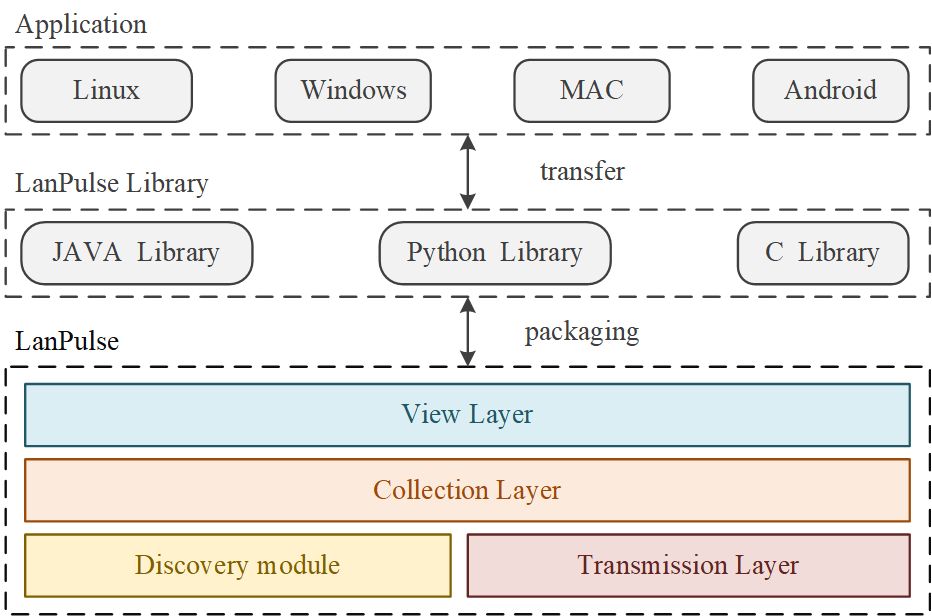 Application
Linux
Windows
MAC
Android
transfer
LanPulse Library
JAVA Library
Python Library
C Library
packaging
LanPulse
View Layer
Collection Layer
Discovery module
Transmission Layer